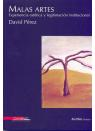 MALAS ARTES
Experiencia estética y legitimación institucional
David Pérez